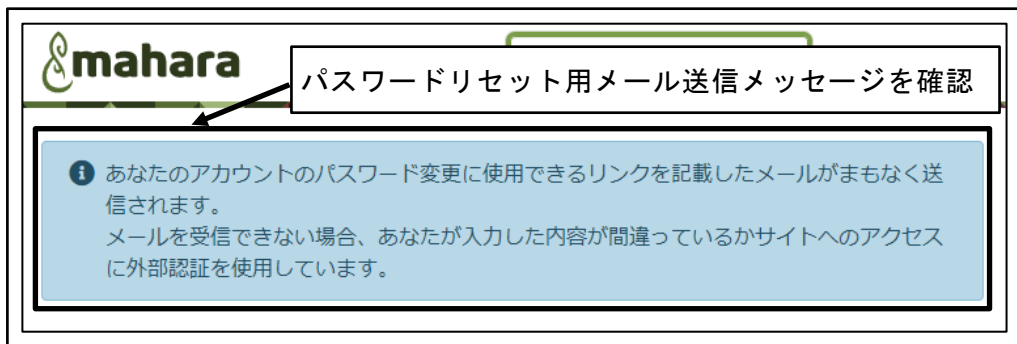 mahara
パスワードリセット用メール送信メッセージを確認
あなたのアカウントのパスワード変更に使用できるリンクを記載したメールがまもなく送
信されます。
メールを受信できない場合、あなたが入力した内容が間違っているかサイトへのアクセス
に外部認証を使用しています。